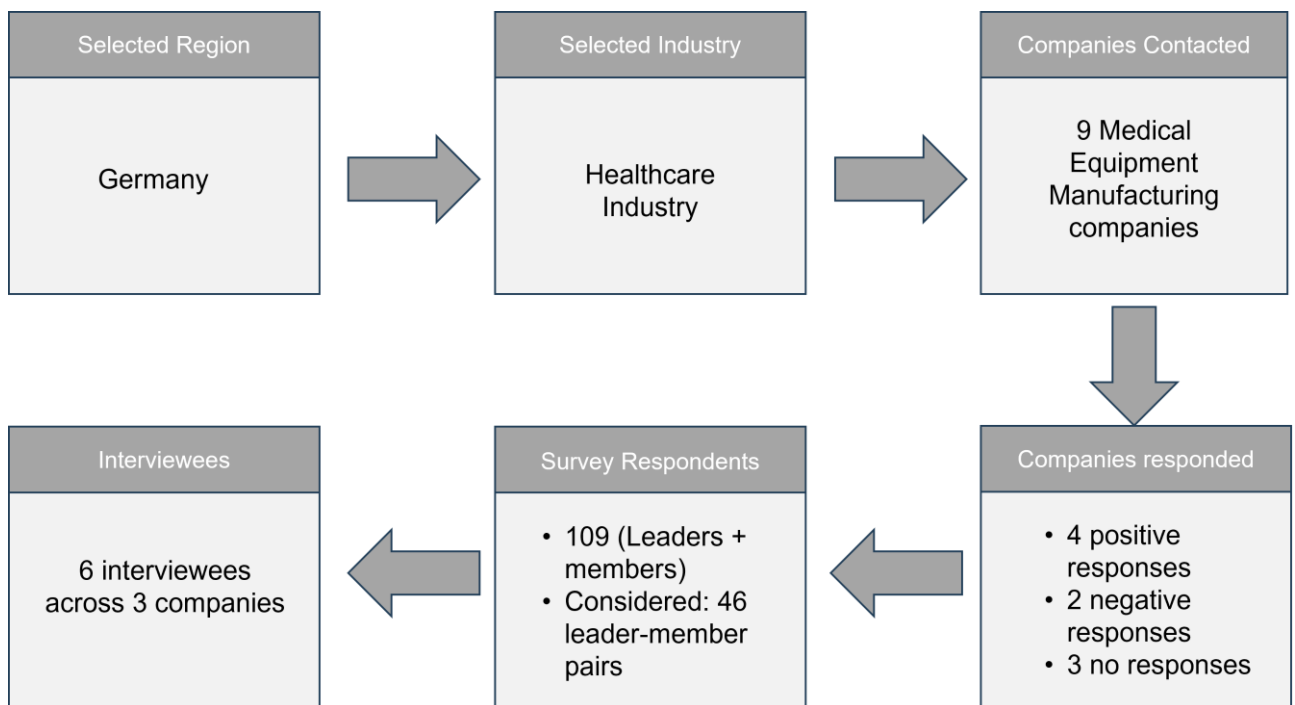 Selected Region
Germany
Selected Industry
Healthcare
Industry
Companies Contacted
9 Medical
Equipment
Manufacturing
companies
Companies responded
• 4 positive
responses
• 2 negative
responses
• 3 no responses
Survey Respondents
• 109 (Leaders +
members)
• Considered: 46
leader-member
pairs
Interviewees
6 interviewees
across 3 companies